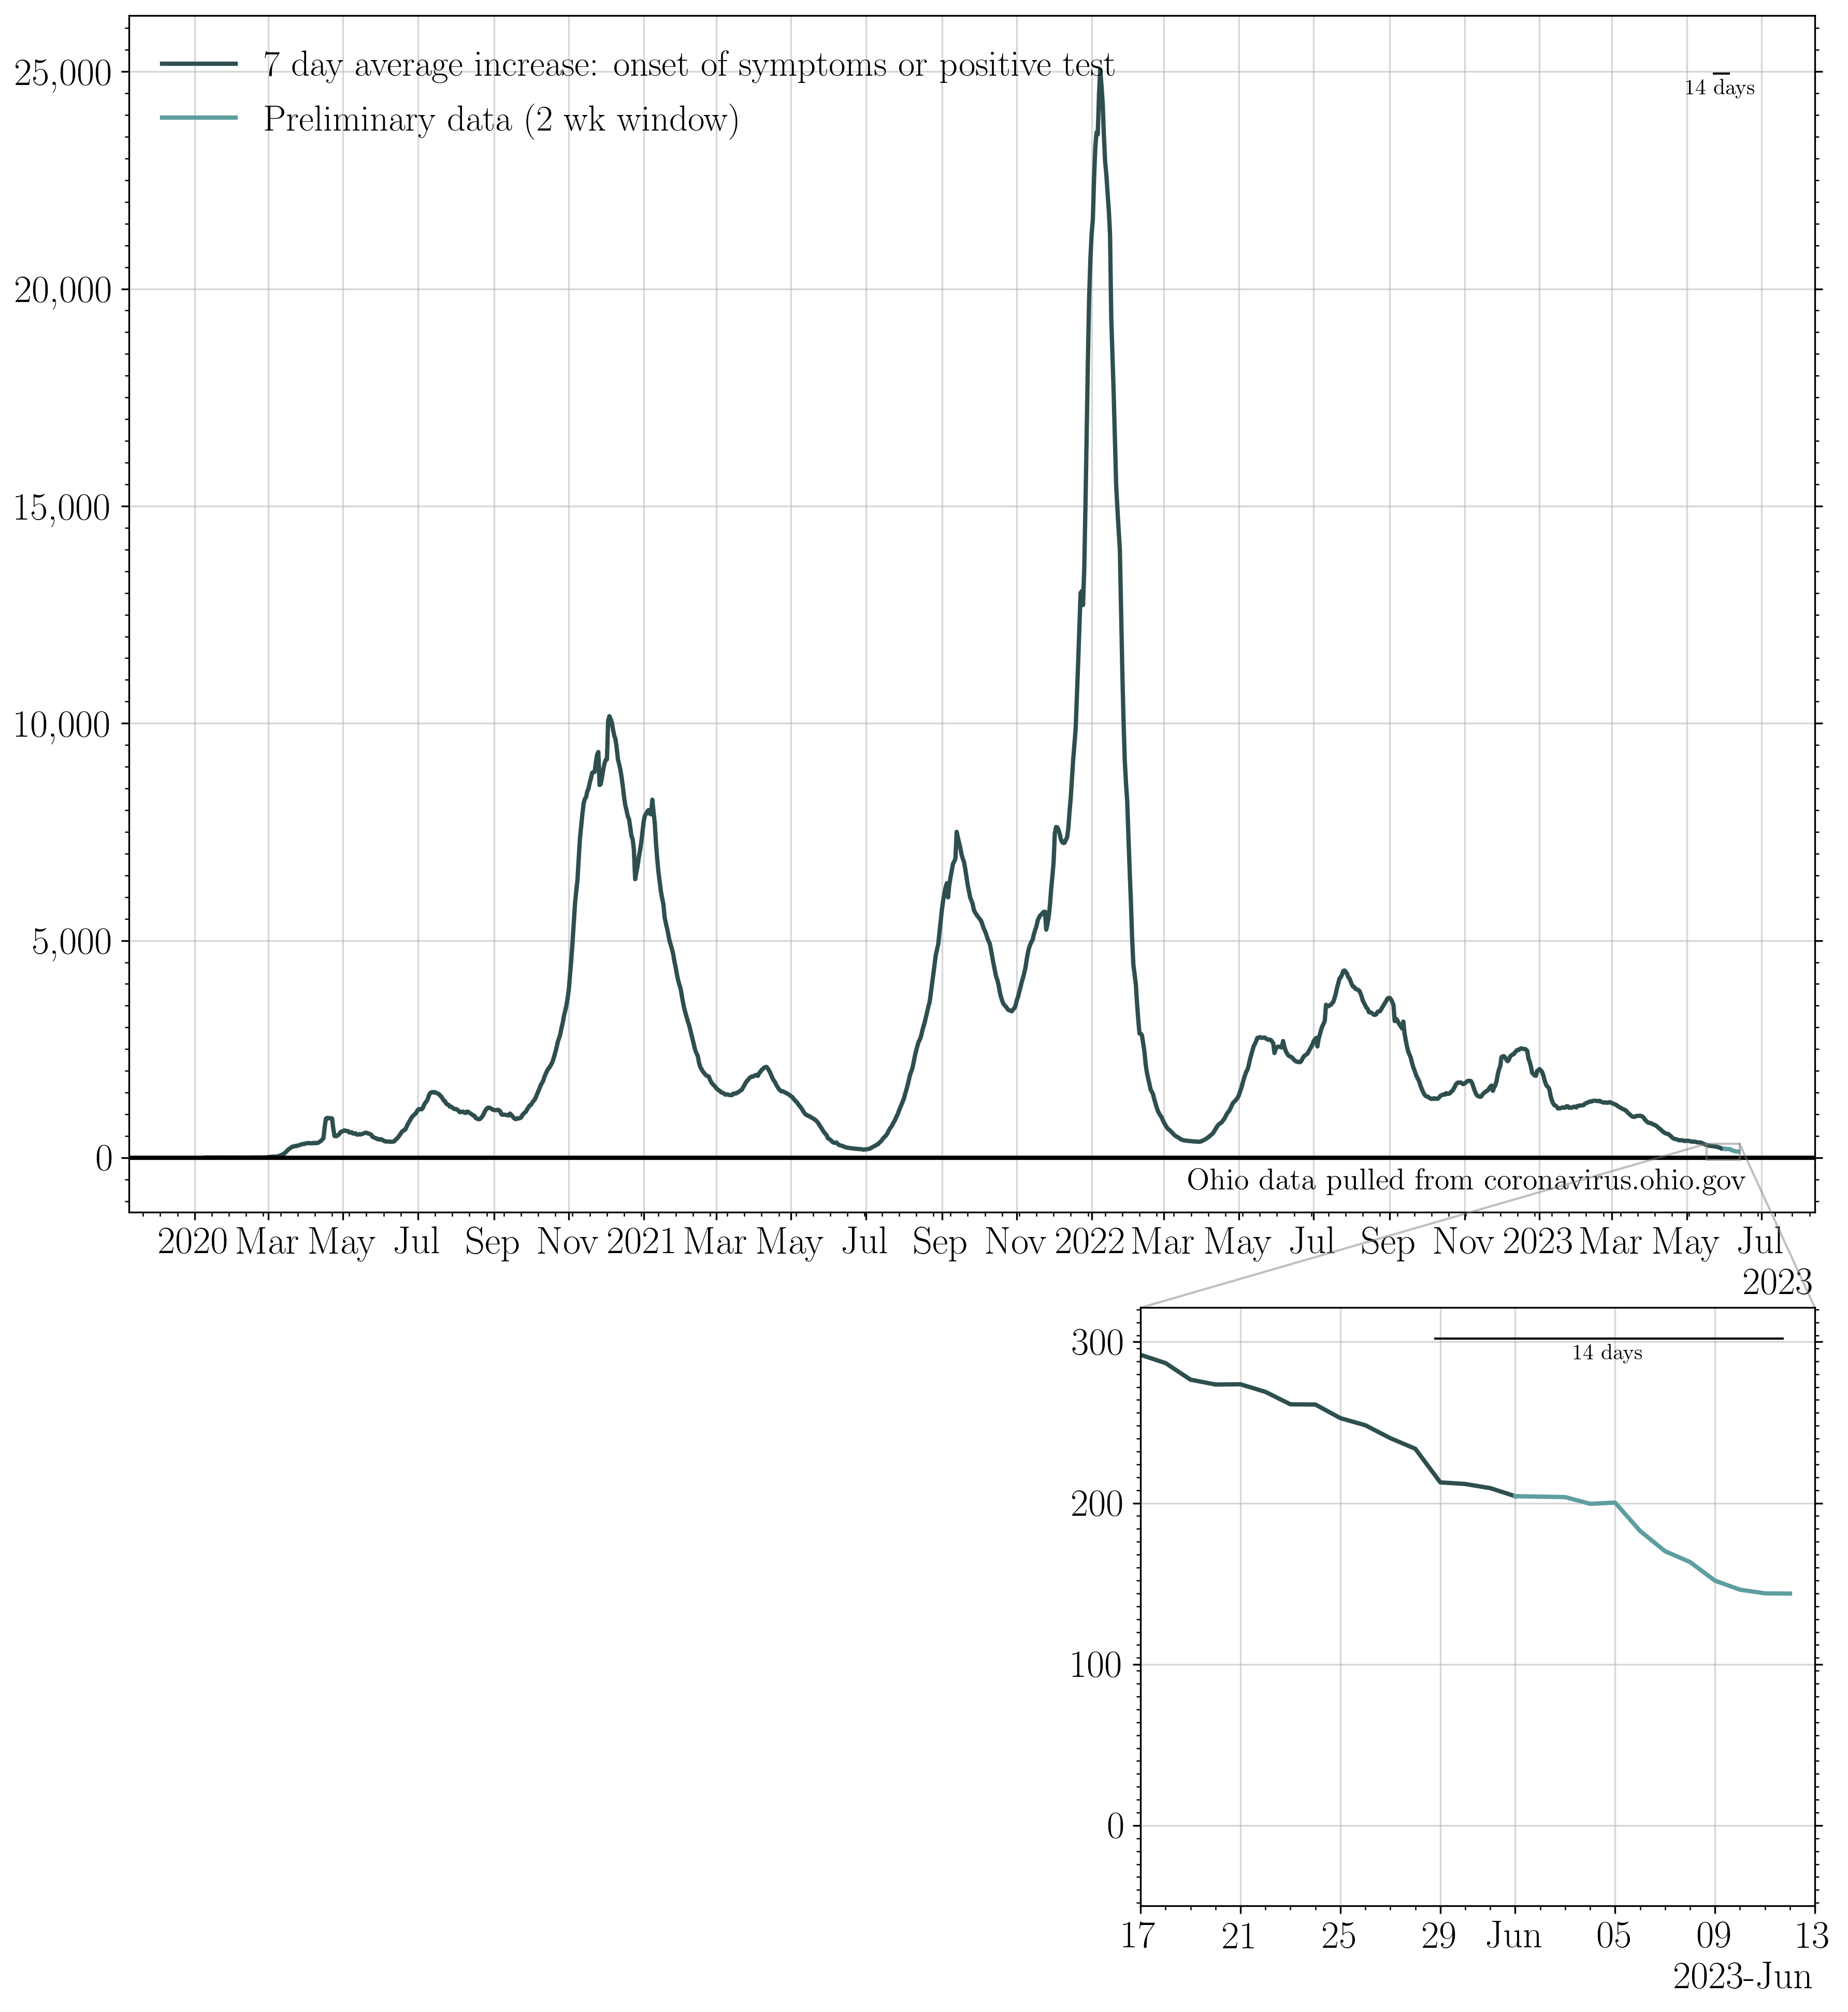 7 day average increase: onset of symptoms or positive test
Preliminary data (2 wk window)
14 days
25,000
20,000
15,000
10,000
5,000
0
Ohio data pulled from coronavirus.ohio.gov
2020 Mar May Jul Sep Nov 2021 Mar May Jul Sep Nov 2022 Mar May Jul Sep Nov 2023 Mar May Jul
2023
300
14 days
200
100
0
17 21 25 29 Jun 05 09 13
2023-Jun